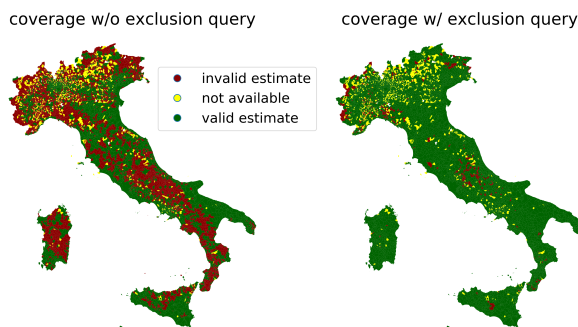 coverage w/o exclusion query
coverage w/ exclusion query
invalid estimate
not available
valid estimate